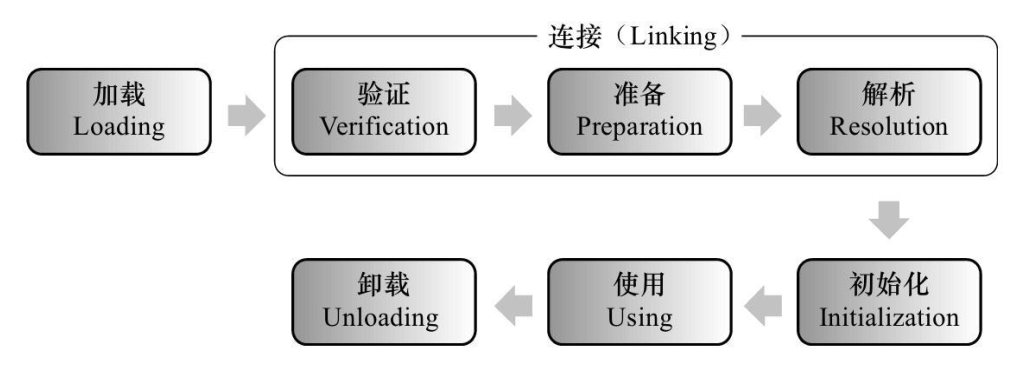 连接（Linking）
加载
Loading
验证
Verification
准备
Preparation
解析
Resolution
初始化
Initialization
使用
Using
卸载
Unloading